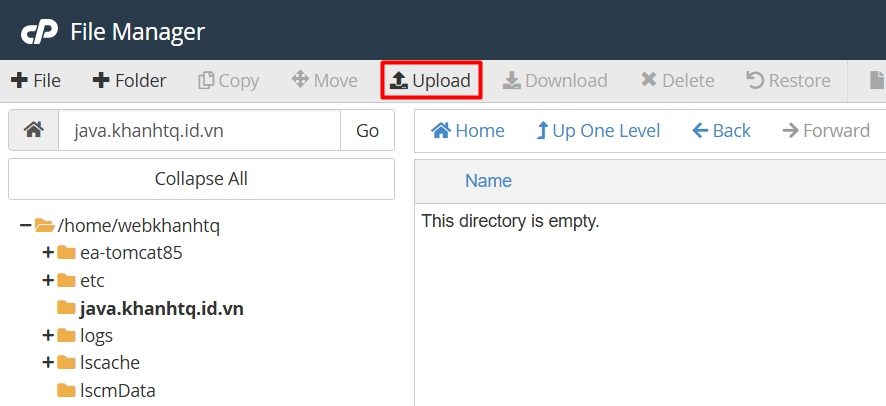 cP File Manager
File Folder Copy Move Upload Download Delete Restore
java.khanhtq.id.vn Go
Home Up One Level Back Forward
Collapse All
Name
This directory is empty.
/home/webkhanhtq
ea-tomcat85
etc
java.khanhtq.id.vn
logs
lscache
lscmData